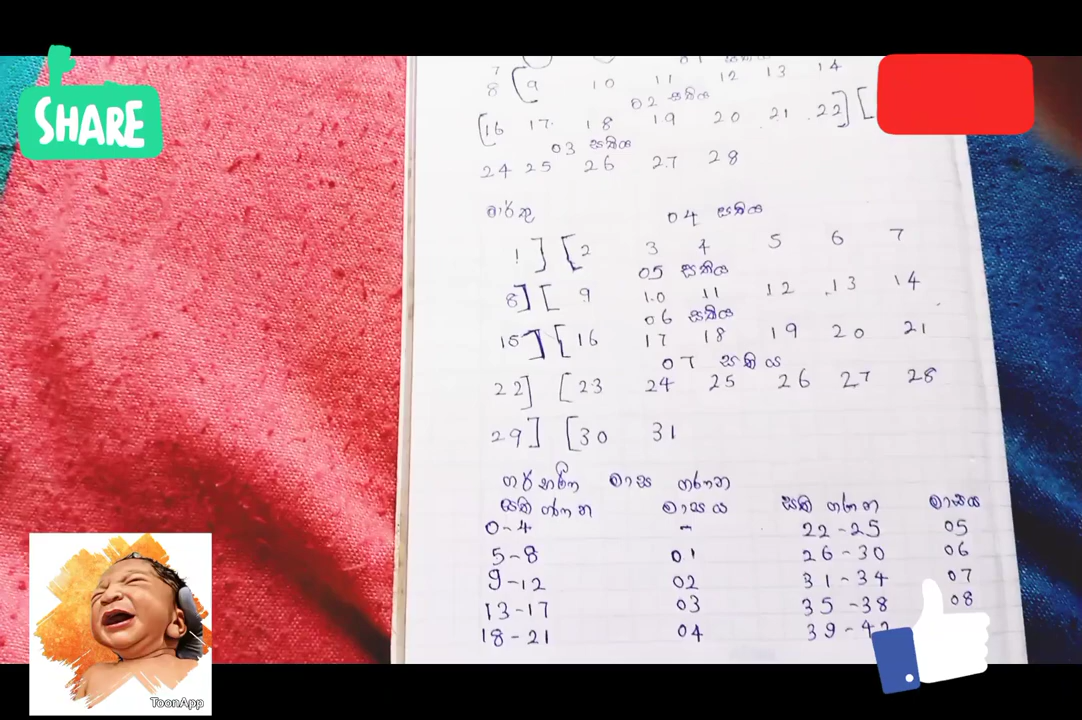 SHARE
7
8 [9 10 11 12 13 14
02 සතිය
[16 17 18 19 20 21 22] [
03 සතිය
24 25 26 27 28
මාර්තු 04 සතිය
1] [2 3 4 5 6 7
05 සතිය
8] [ 9 10 11 12 13 14
06 සතිය
15] [16 17 18 19 20 21
07 සතිය
22] [23 24 25 26 27 28
29] [30 31
ගර්භණී මාස ගණන
සති ගණන මාසය සති ගණන මාසය
0-4 - 22-25 05
5-8 01 26-30 06
9-12 02 31-34 07
13-17 03 35-38 08
18-21 04 39-42
ToonApp